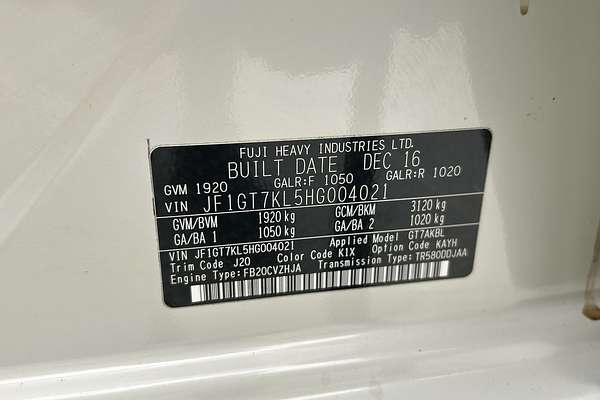 FUJI HEAVY INDUSTRIES LTD.
BUILT DATE DEC 16
GVM 1920 GALR:F 1050 GALR:R 1020
VIN JF1GT7KL5HG004021
GVM/BVM 1920 kg GCM/BKM 3120 kg
GA/BA 1 1050 kg GA/BA 2 1020 kg
VIN JF1GT7KL5HG004021 Applied Model GT7AKBL
Trim Code J20 Color Code K1X Option Code KAYH
Engine Type:FB20CVZHJA Transmission Type:TR580DDJAA